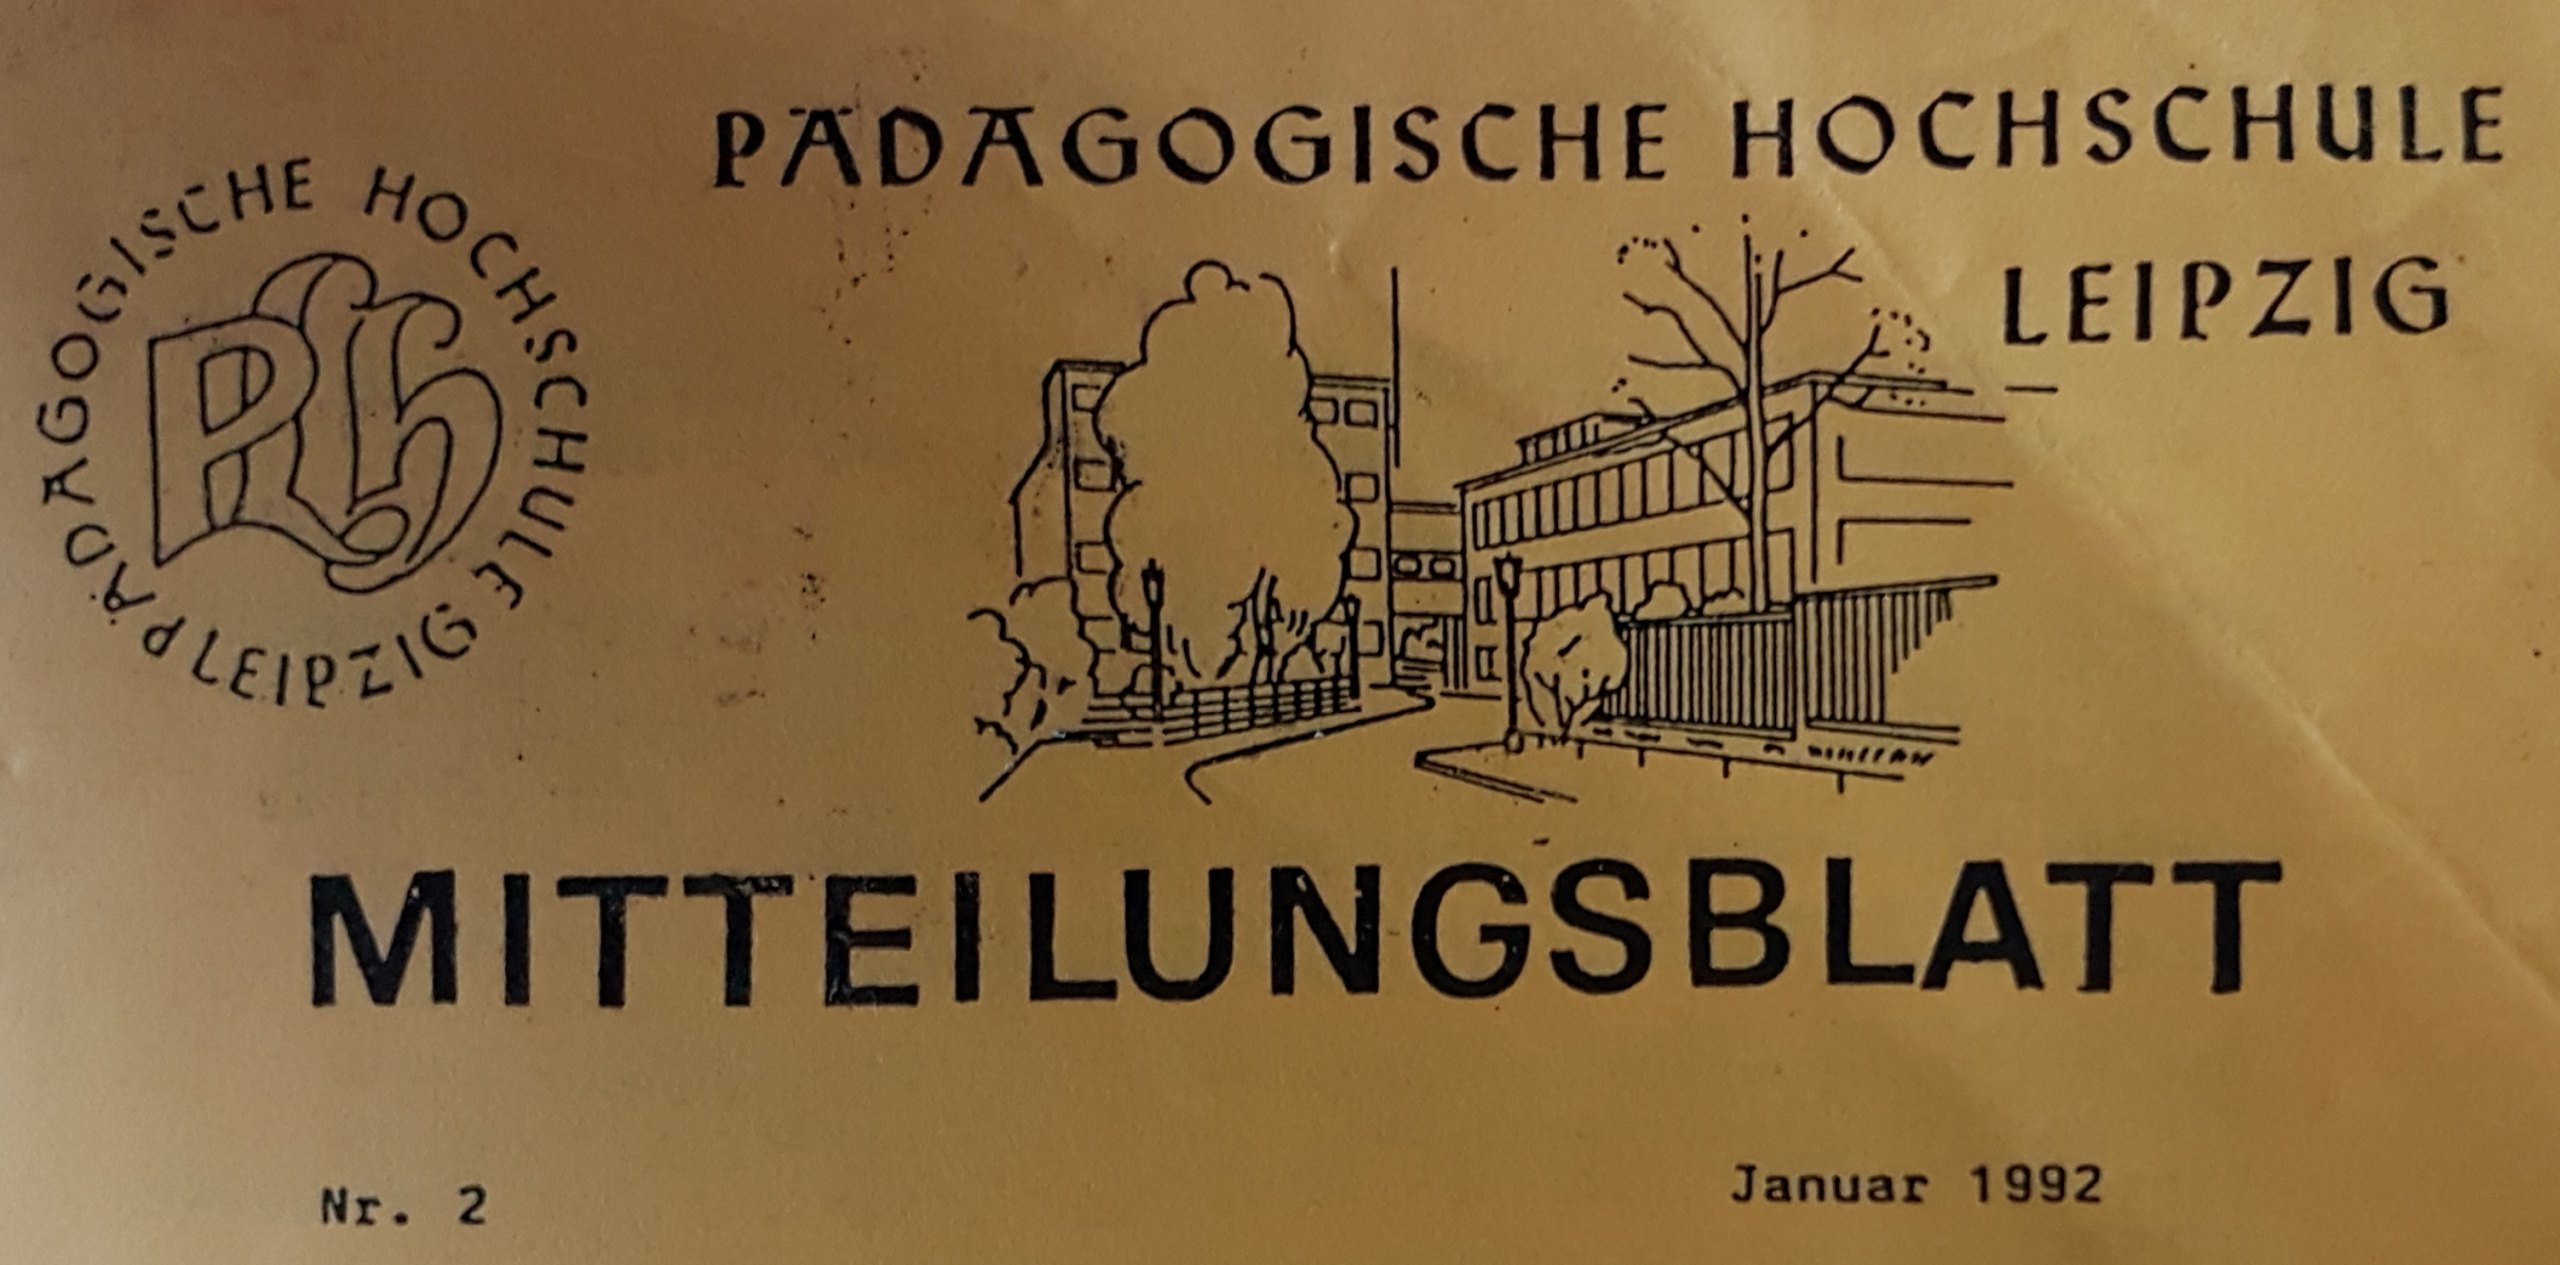 PÄDAGOGISCHE HOCHSCHULE
LEIPZIG
PÄDAGOGISCHE HOCHSCHULE LEIPZIG
PH
MITTEILUNGSBLATT
Nr. 2
Januar 1992